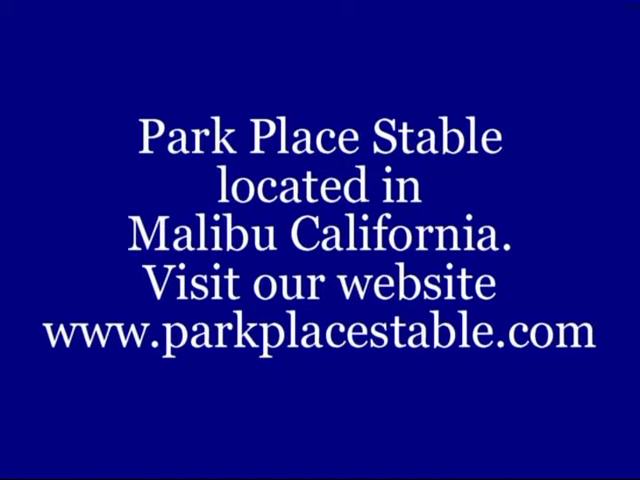 Park Place Stable
located in
Malibu California.
Visit our website
www.parkplacestable.com